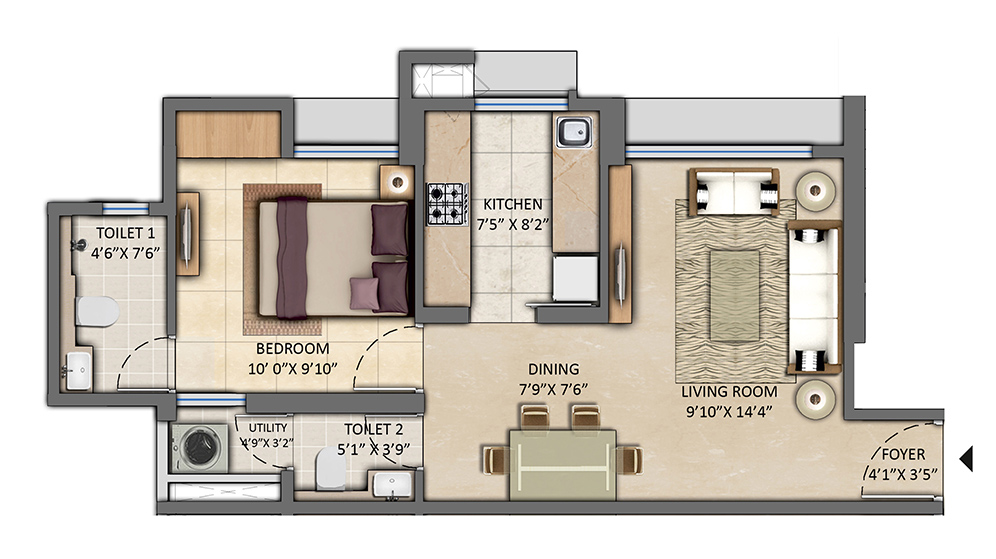 TOILET 1
4'6"X 7'6"
KITCHEN
7'5" X 8'2"
BEDROOM
10' 0"X 9'10"
DINING
7'9"X 7'6"
LIVING ROOM
9'10"X 14'4"
UTILITY
4'9"X 3'2"
TOILET 2
5'1" X 3'9"
FOYER
4'1"X 3'5"